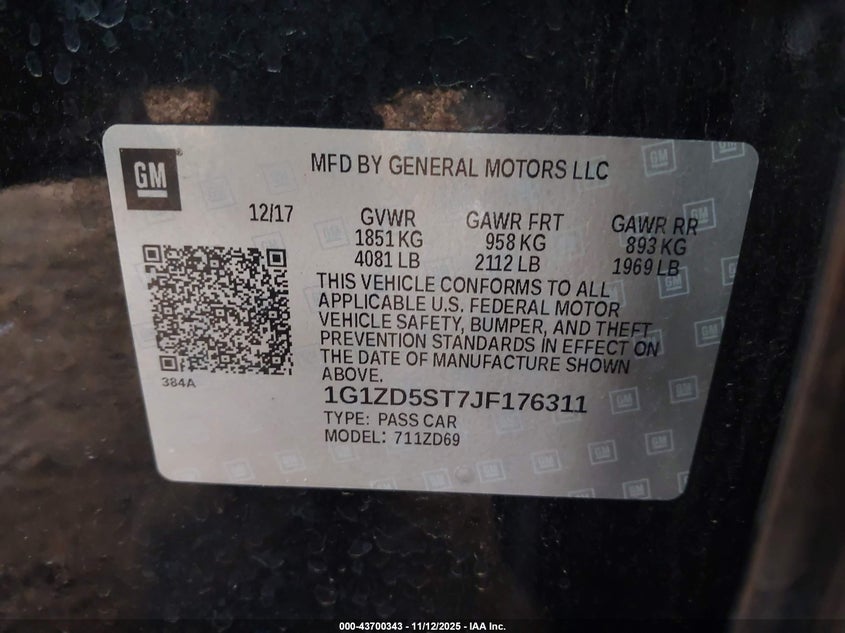 GM
MFD BY GENERAL MOTORS LLC
12/17 GVWR GAWR FRT GAWR RR
1851 KG 958 KG 893 KG
4081 LB 2112 LB 1969 LB
THIS VEHICLE CONFORMS TO ALL
APPLICABLE U.S. FEDERAL MOTOR
VEHICLE SAFETY, BUMPER, AND THEFT
PREVENTION STANDARDS IN EFFECT ON
THE DATE OF MANUFACTURE SHOWN
ABOVE.
384A
1G1ZD5ST7JF176311
TYPE: PASS CAR
MODEL: 711ZD69
000-43700343 - 11/12/2025 - IAA Inc.